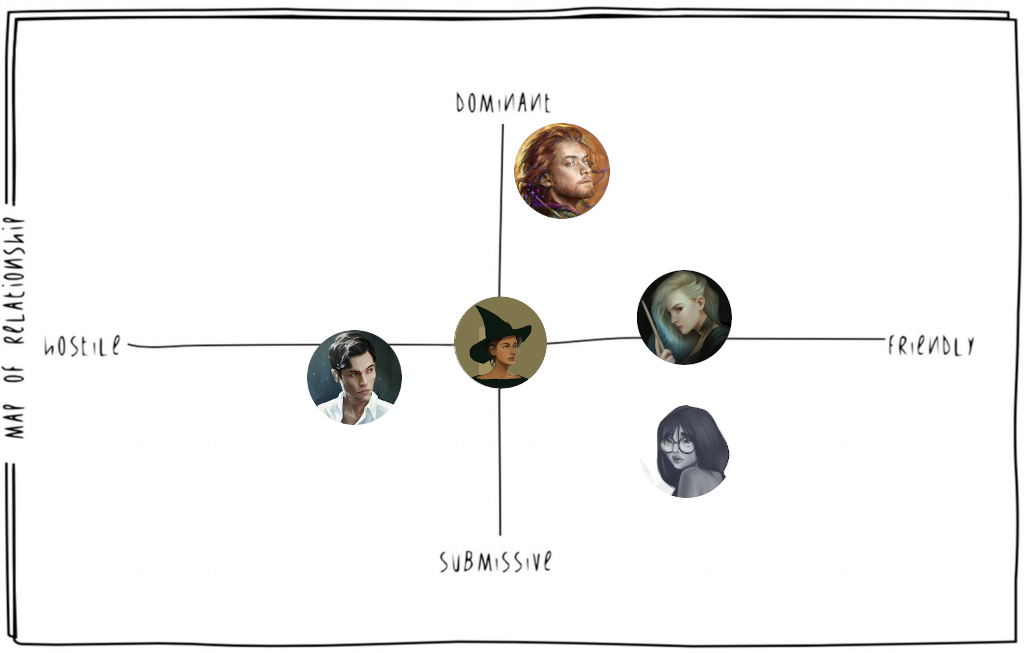 DOMINANT
MAP OF RELATIONSHIP
HOSTILE
FRIENDLY
SUBMISSIVE